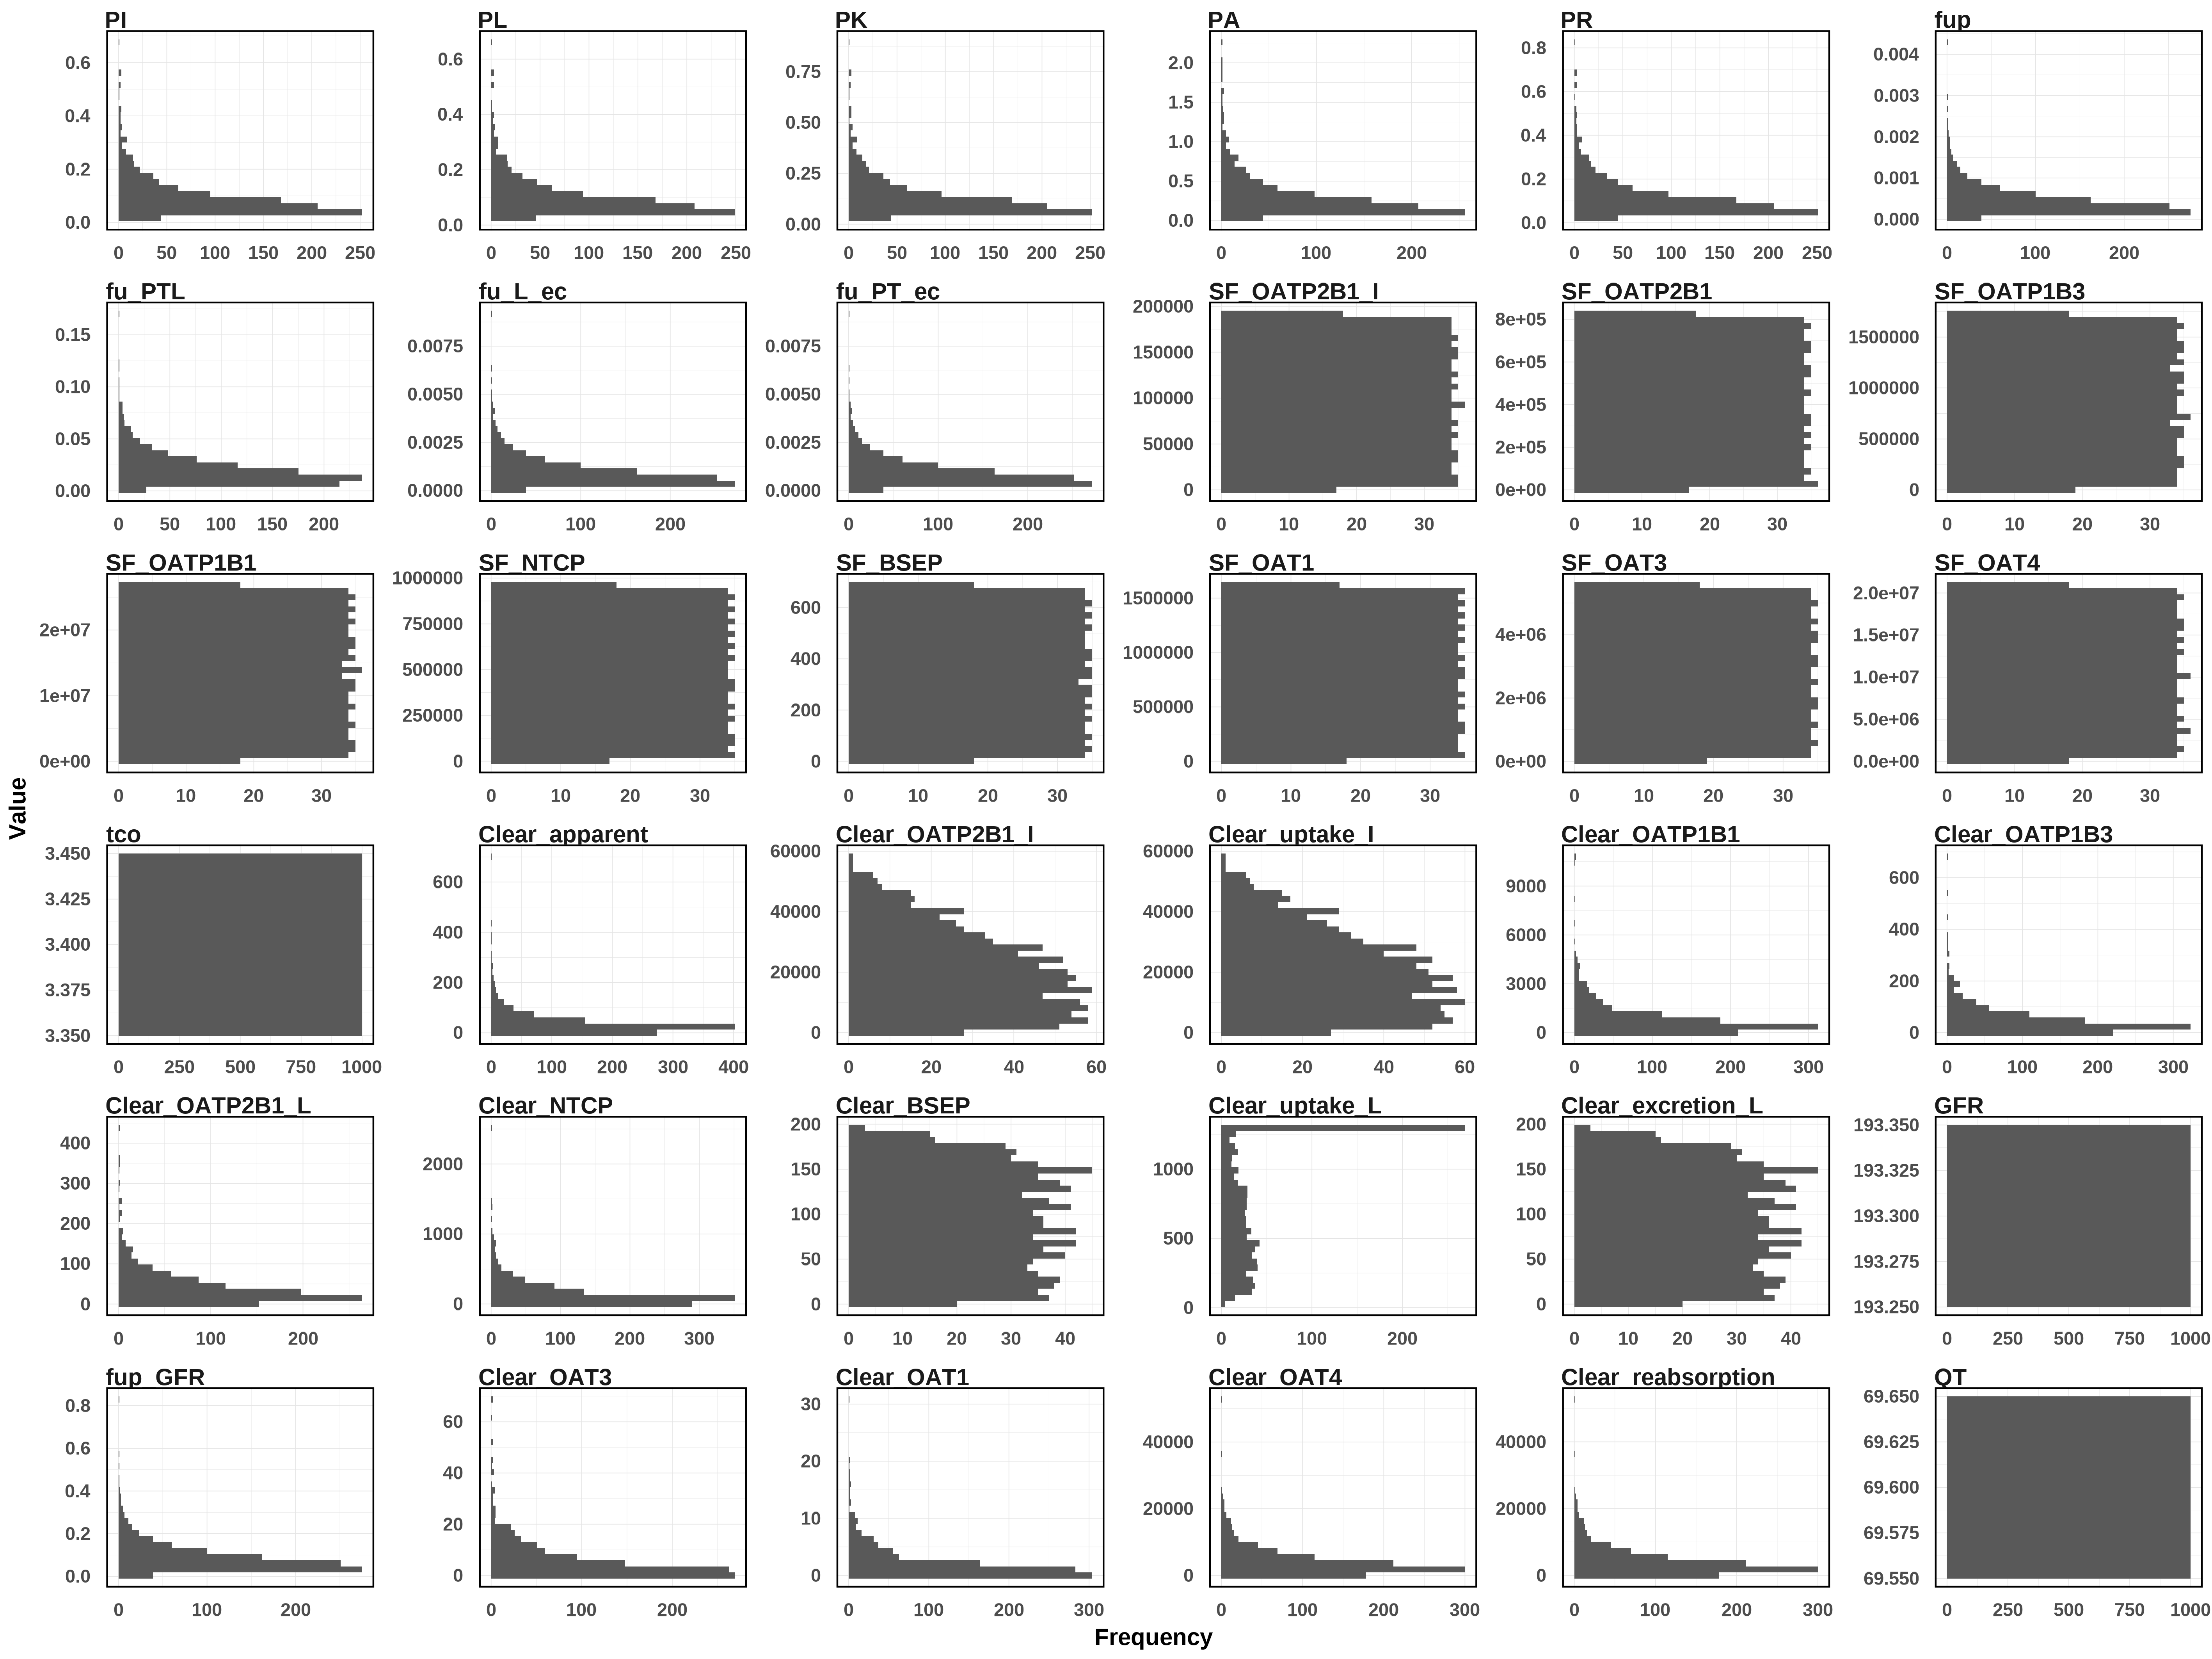 PI PL PK PA PR fup
0.6 0.4 0.2 0.0
0 50 100 150 200 250
0.6 0.4 0.2 0.0
0 50 100 150 200 250
0.75 0.50 0.25 0.00
0 50 100 150 200 250
2.0 1.5 1.0 0.5 0.0
0 100 200
0.8 0.6 0.4 0.2 0.0
0 50 100 150 200 250
0.004 0.003 0.002 0.001 0.000
0 100 200
fu_PTL fu_L_ec fu_PT_ec SF_OATP2B1_I SF_OATP2B1 SF_OATP1B3
0.15 0.10 0.05 0.00
0 50 100 150 200
0.0075 0.0050 0.0025 0.0000
0 100 200
0.0075 0.0050 0.0025 0.0000
0 100 200
200000 150000 100000 50000 0
0 10 20 30
8e+05 6e+05 4e+05 2e+05 0e+00
0 10 20 30
1500000 1000000 500000 0
0 10 20 30
SF_OATP1B1 SF_NTCP SF_BSEP SF_OAT1 SF_OAT3 SF_OAT4
2e+07 1e+07 0e+00
0 10 20 30
1000000 750000 500000 250000 0
0 10 20 30
600 400 200 0
0 10 20 30
1500000 1000000 500000 0
0 10 20 30
4e+06 2e+06 0e+00
0 10 20 30
2.0e+07 1.5e+07 1.0e+07 5.0e+06 0.0e+00
0 10 20 30
Value
tco Clear_apparent Clear_OATP2B1_I Clear_uptake_I Clear_OATP1B1 Clear_OATP1B3
3.450 3.425 3.400 3.375 3.350
0 250 500 750 1000
600 400 200 0
0 100 200 300 400
60000 40000 20000 0
0 20 40 60
60000 40000 20000 0
0 20 40 60
9000 6000 3000 0
0 100 200 300
600 400 200 0
0 100 200 300
Clear_OATP2B1_L Clear_NTCP Clear_BSEP Clear_uptake_L Clear_excretion_L GFR
400 300 200 100 0
0 100 200
2000 1000 0
0 100 200 300
200 150 100 50 0
0 10 20 30 40
1000 500 0
0 100 200
200 150 100 50 0
0 10 20 30 40
193.350 193.325 193.300 193.275 193.250
0 250 500 750 1000
fup_GFR Clear_OAT3 Clear_OAT1 Clear_OAT4 Clear_reabsorption QT
0.8 0.6 0.4 0.2 0.0
0 100 200
60 40 20 0
0 100 200
30 20 10 0
0 100 200 300
40000 20000 0
0 100 200 300
40000 20000 0
0 100 200 300
69.650 69.625 69.600 69.575 69.550
0 250 500 750 1000
Frequency